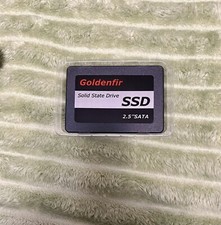 Goldenfir
Solid State Drive
SSD
2.5"SATA